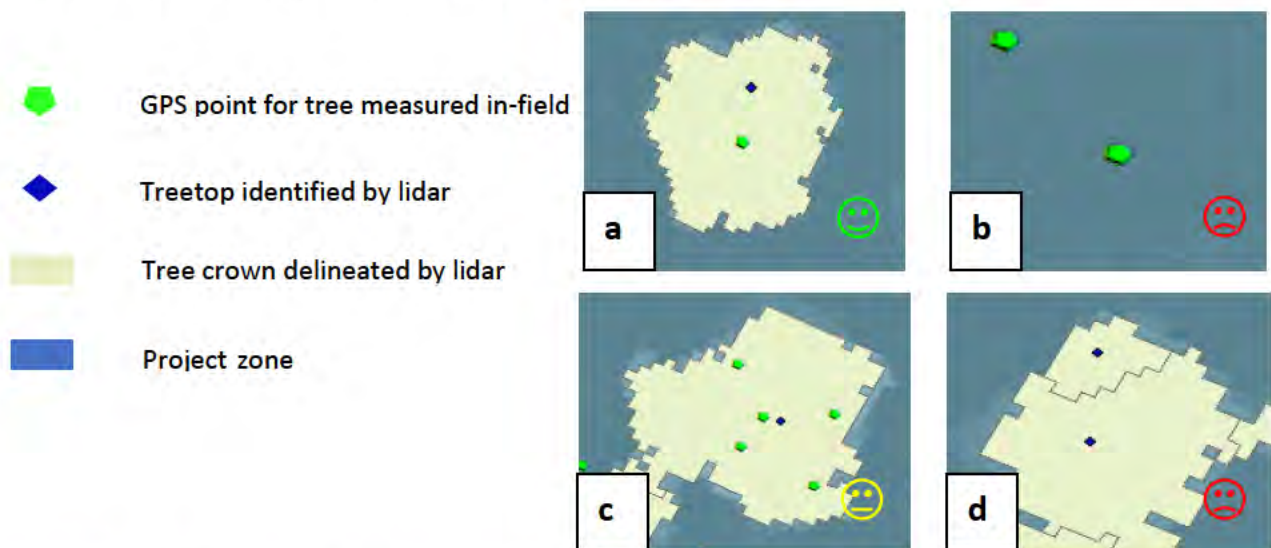 GPS point for tree measured in-field
Treetop identified by lidar
Tree crown delineated by lidar
Project zone
a
b
c
d